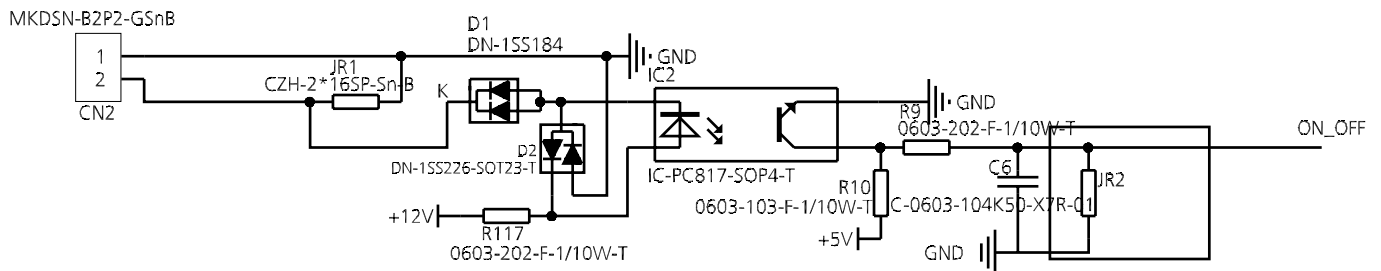 MKDSN-B2P2-GSnB
1
2
CN2
JR1
CZH-2*16SP-Sn-B
D1
DN-1SS184
K
GND
IC2
D2
DN-1SS226-SOT23-T
IC-PC817-SOP4-T
+12V
R117
0603-202-F-1/10W-T
GND
R9
0603-202-F-1/10W-T
ON_OFF
R10
0603-103-F-1/10W-T
+5V
C6
C-0603-104K50-X7R-01
JR2
GND